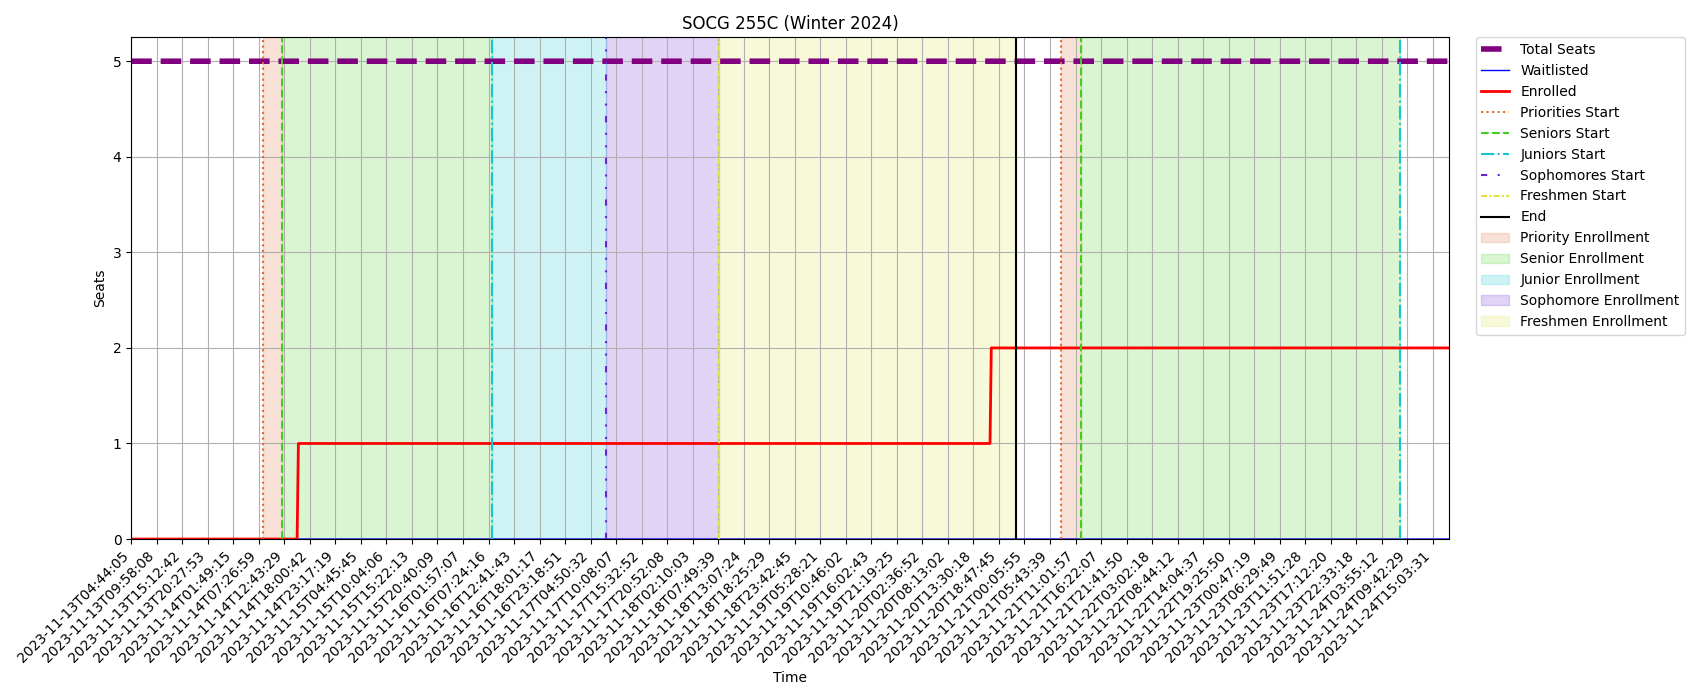 SOCG 255C (Winter 2024)
5
4
3
2
1
0
Seats
2023-11-13T04:44:05
2023-11-13T09:58:08
2023-11-13T15:12:42
2023-11-13T20:27:53
2023-11-14T01:49:15
2023-11-14T07:26:59
2023-11-14T12:43:29
2023-11-14T18:00:42
2023-11-14T23:17:19
2023-11-15T04:45:45
2023-11-15T10:04:06
2023-11-15T15:22:13
2023-11-15T20:40:09
2023-11-16T01:57:07
2023-11-16T07:24:16
2023-11-16T12:41:43
2023-11-16T18:01:17
2023-11-16T23:18:51
2023-11-17T04:50:32
2023-11-17T10:08:07
2023-11-17T15:32:52
2023-11-17T20:52:08
2023-11-18T02:10:03
2023-11-18T07:49:39
2023-11-18T13:07:24
2023-11-18T18:25:29
2023-11-18T23:42:45
2023-11-19T05:28:21
2023-11-19T10:46:02
2023-11-19T16:02:43
2023-11-19T21:19:25
2023-11-20T02:36:52
2023-11-20T08:13:02
2023-11-20T13:30:18
2023-11-20T18:47:45
2023-11-21T00:05:55
2023-11-21T05:43:39
2023-11-21T11:01:57
2023-11-21T16:22:07
2023-11-21T21:41:50
2023-11-22T03:02:18
2023-11-22T08:44:12
2023-11-22T14:04:37
2023-11-22T19:25:50
2023-11-23T00:47:19
2023-11-23T06:29:49
2023-11-23T11:51:28
2023-11-23T17:12:20
2023-11-23T22:33:18
2023-11-24T03:55:12
2023-11-24T09:42:29
2023-11-24T15:03:31
Time
Total Seats
Waitlisted
Enrolled
Priorities Start
Seniors Start
Juniors Start
Sophomores Start
Freshmen Start
End
Priority Enrollment
Senior Enrollment
Junior Enrollment
Sophomore Enrollment
Freshmen Enrollment